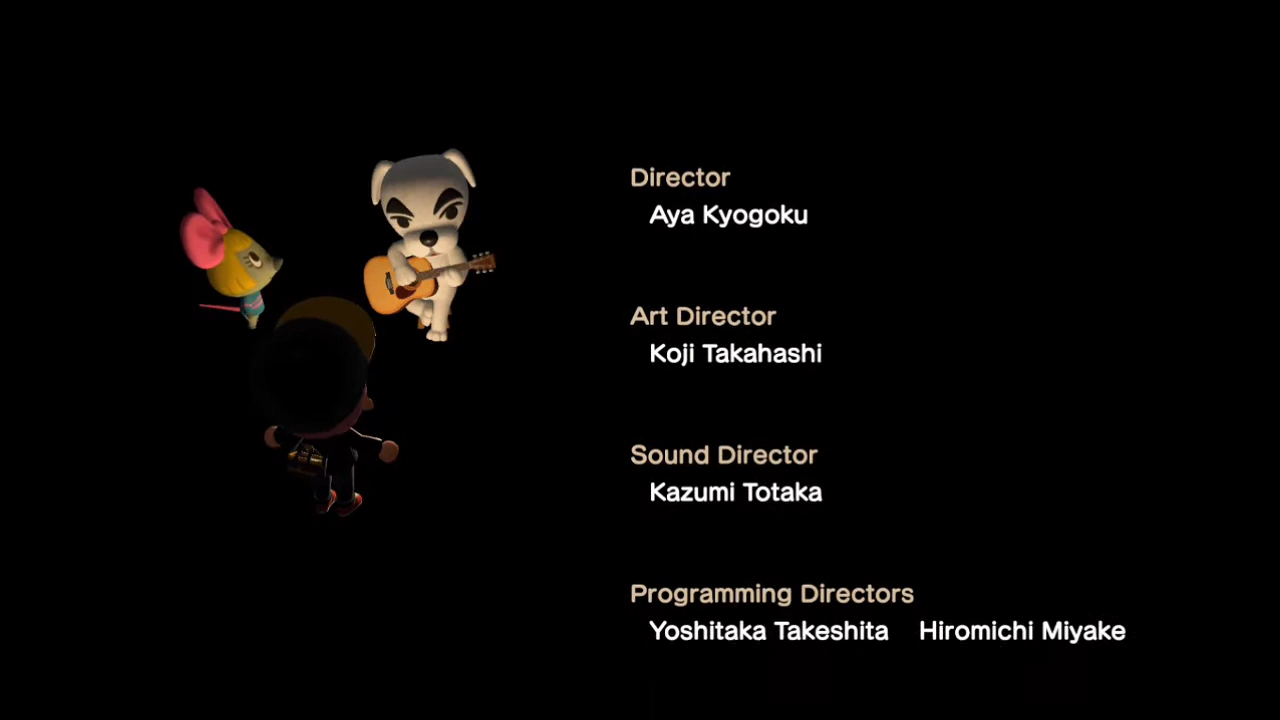 Director
Aya Kyogoku
Art Director
Koji Takahashi
Sound Director
Kazumi Totaka
Programming Directors
Yoshitaka Takeshita Hiromichi Miyake